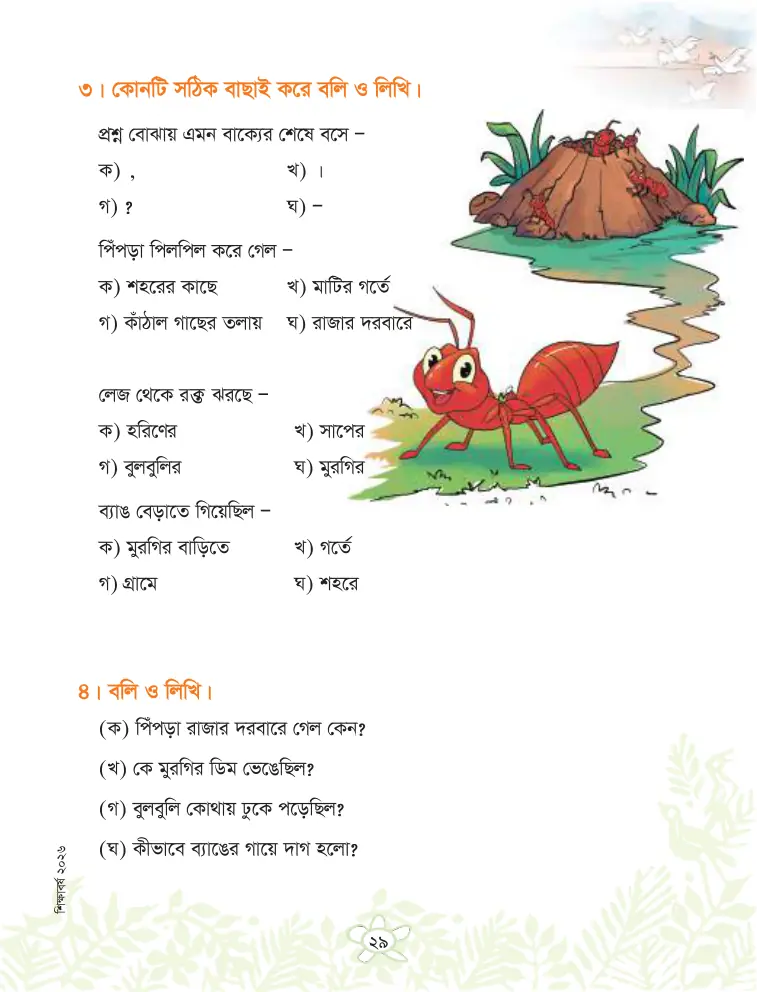 ৩। কোনটি সঠিক বাছাই করে বলি ও লিখি।
প্রশ্ন বোঝায় এমন বাক্যের শেষে বসে –
ক) , খ) ।
গ) ? ঘ) –
পিঁপড়া পিলপিল করে গেল –
ক) শহরের কাছে খ) মাটির গর্তে
গ) কাঁঠাল গাছের তলায় ঘ) রাজার দরবারে
লেজ থেকে রক্ত ঝরছে –
ক) হরিণের খ) সাপের
গ) বুলবুলির ঘ) মুরগির
ব্যাঙ বেড়াতে গিয়েছিল –
ক) মুরগির বাড়িতে খ) গর্তে
গ) গ্রামে ঘ) শহরে
৪। বলি ও লিখি।
(ক) পিঁপড়া রাজার দরবারে গেল কেন?
(খ) কে মুরগির ডিম ভেঙেছিল?
(গ) বুলবুলি কোথায় ঢুকে পড়েছিল?
(ঘ) কীভাবে ব্যাঙের গায়ে দাগ হলো?
শিক্ষাবর্ষ ২০২৬
২৯